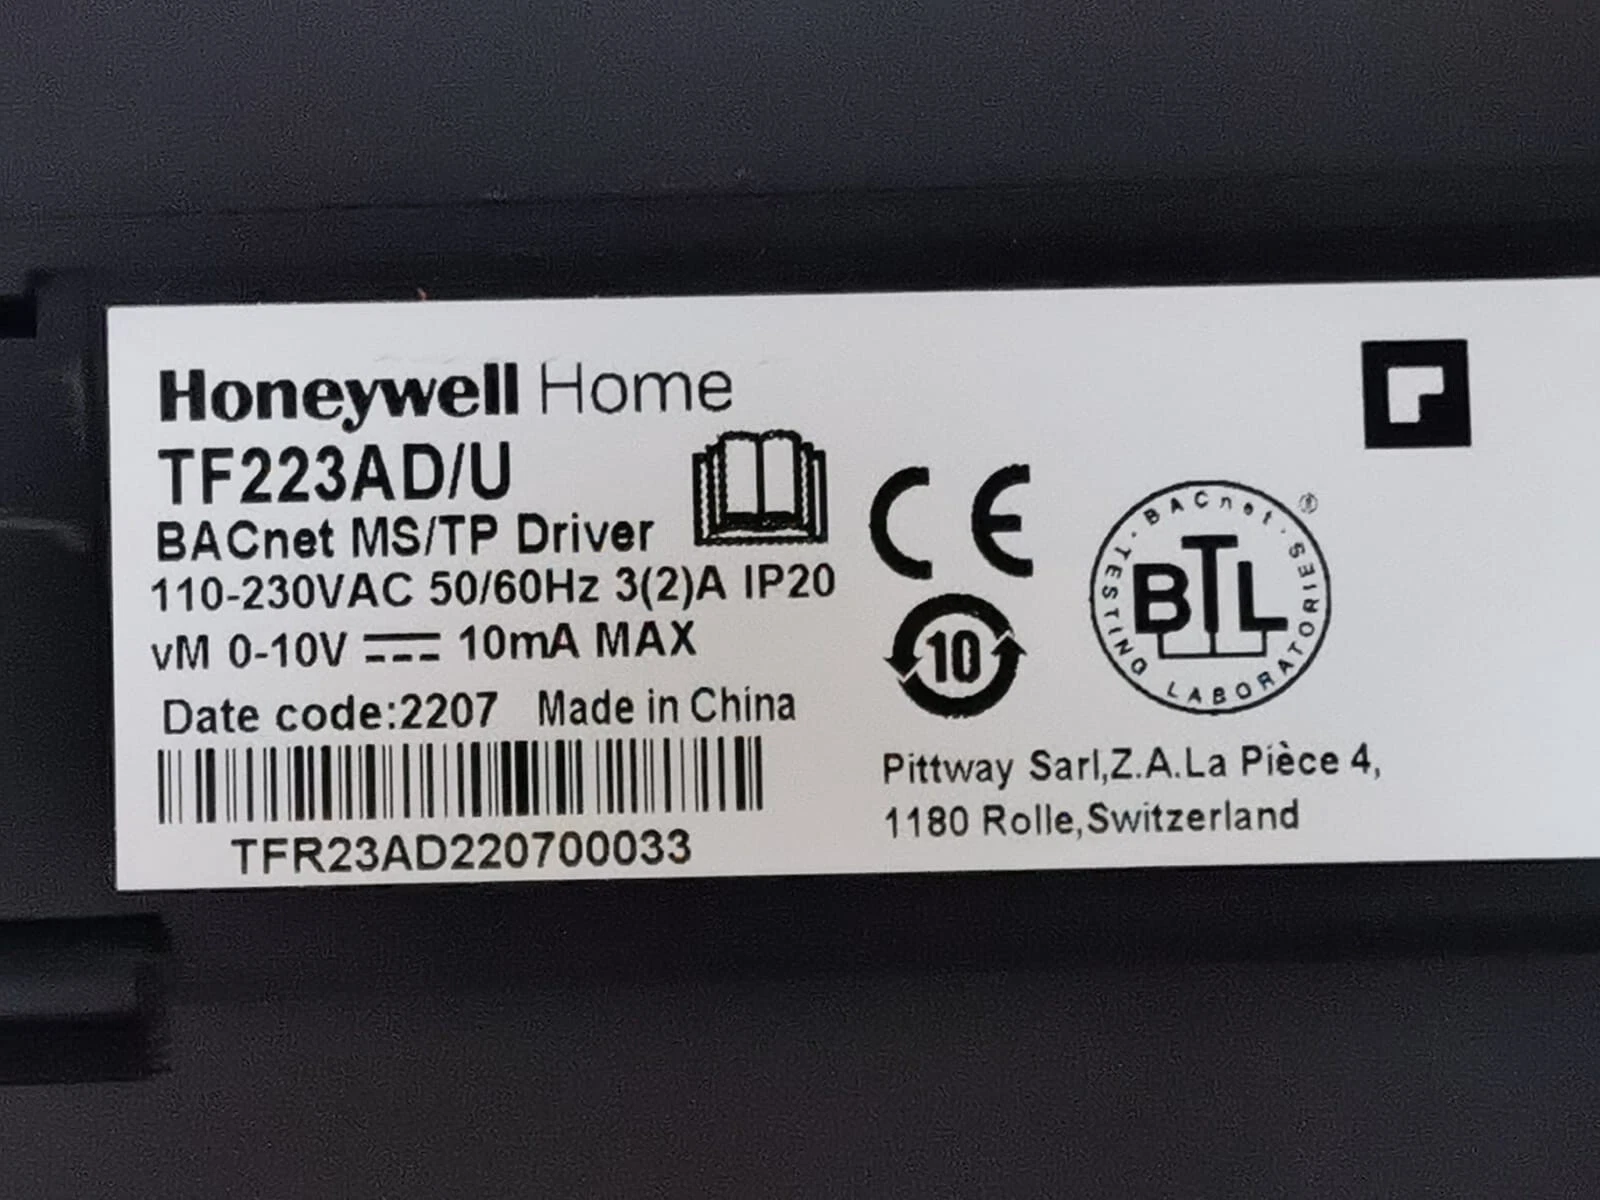 Honeywell Home
TF223AD/U
BACnet MS/TP Driver
110-230VAC 50/60Hz 3(2)A IP20
vM 0-10V 10mA MAX
Date code:2207 Made in China
TFR23AD220700033
CE
10
BACnet
®
BTL
TESTING LABORATORIES
Pittway Sarl,Z.A.La Pièce 4,
1180 Rolle,Switzerland